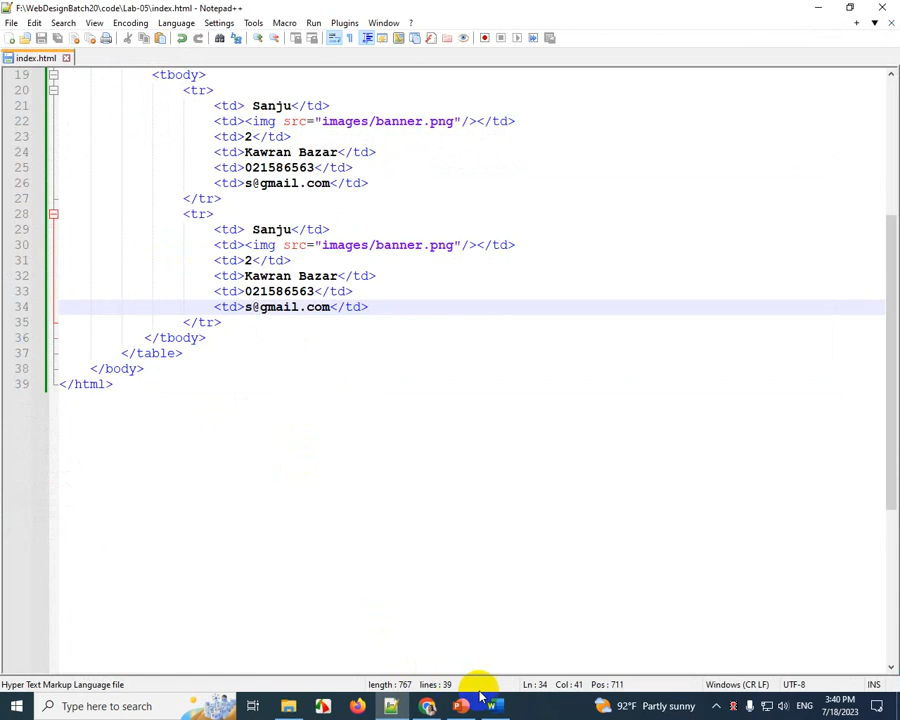 F:\WebDesignBatch20\code\Lab-05\index.html - Notepad++
File Edit Search View Encoding Language Settings Tools Macro Run Plugins Window ?
index.html
19 <tbody>
20 <tr>
21 <td> Sanju</td>
22 <td><img src="images/banner.png"/></td>
23 <td>2</td>
24 <td>Kawran Bazar</td>
25 <td>021586563</td>
26 <td>s@gmail.com</td>
27 </tr>
28 <tr>
29 <td> Sanju</td>
30 <td><img src="images/banner.png"/></td>
31 <td>2</td>
32 <td>Kawran Bazar</td>
33 <td>021586563</td>
34 <td>s@gmail.com</td>
35 </tr>
36 </tbody>
37 </table>
38 </body>
39 </html>
Hyper Text Markup Language file length : 767 lines : 39 Ln : 34 Col : 41 Pos : 711 Windows (CR LF) UTF-8 INS
Type here to search 92°F Partly sunny ENG 3:40 PM
7/18/2023